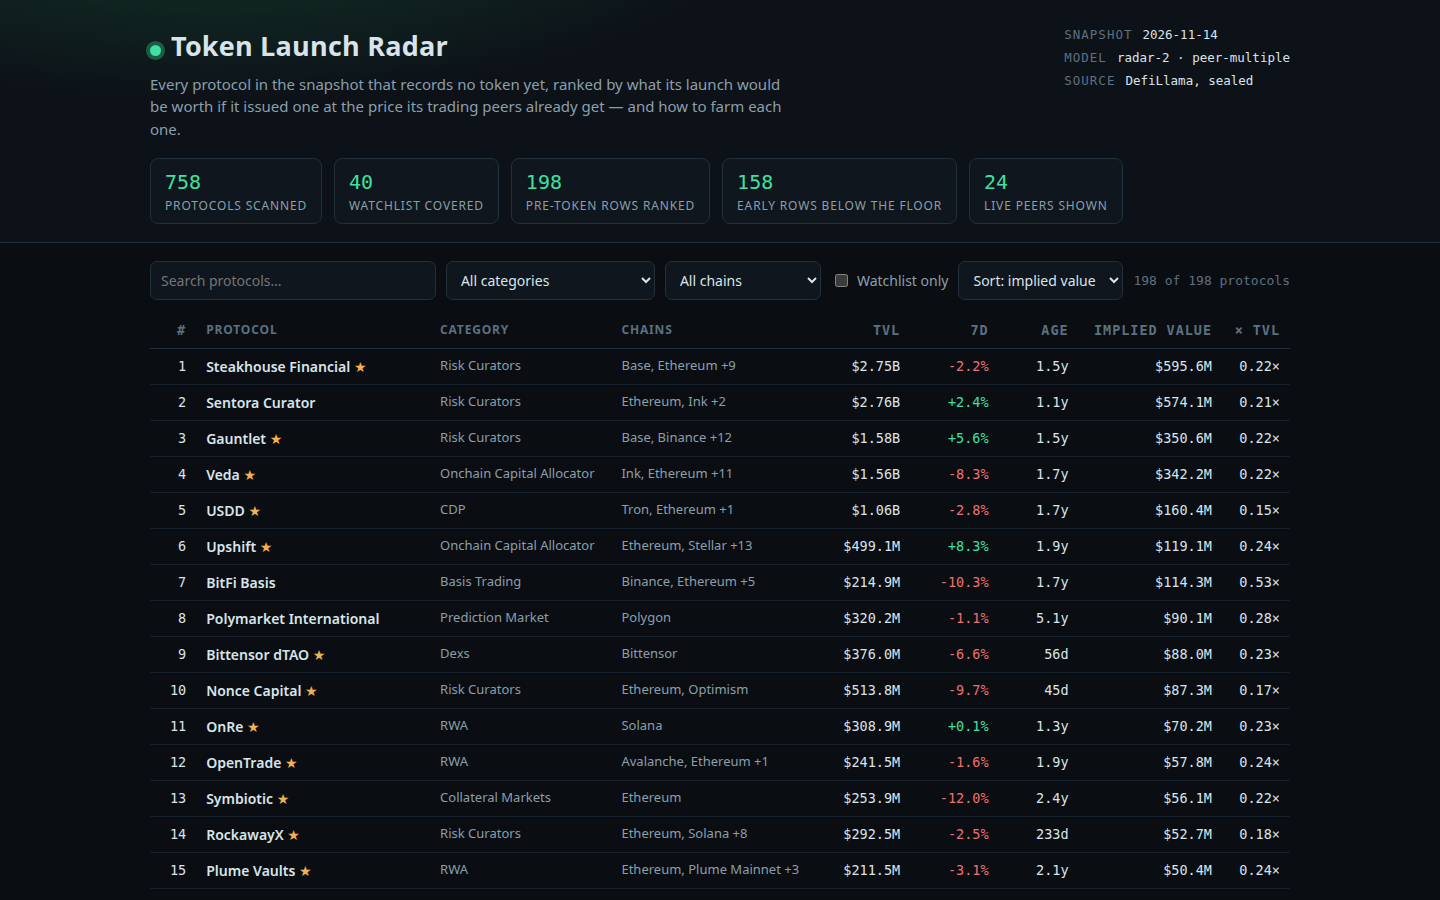 Token Launch Radar
Every protocol in the snapshot that records no token yet, ranked by what its launch would
be worth if it issued one at the price its trading peers already get — and how to farm each
one.
SNAPSHOT 2026-11-14
MODEL radar-2 · peer-multiple
SOURCE DefiLlama, sealed
758
PROTOCOLS SCANNED
40
WATCHLIST COVERED
198
PRE-TOKEN ROWS RANKED
158
EARLY ROWS BELOW THE FLOOR
24
LIVE PEERS SHOWN
Search protocols... All categories All chains Watchlist only Sort: implied value 198 of 198 protocols
# PROTOCOL CATEGORY CHAINS TVL 7D AGE IMPLIED VALUE × TVL
1 Steakhouse Financial ★ Risk Curators Base, Ethereum +9 $2.75B -2.2% 1.5y $595.6M 0.22×
2 Sentora Curator Risk Curators Ethereum, Ink +2 $2.76B +2.4% 1.1y $574.1M 0.21×
3 Gauntlet ★ Risk Curators Base, Binance +12 $1.58B +5.6% 1.5y $350.6M 0.22×
4 Veda ★ Onchain Capital Allocator Ink, Ethereum +11 $1.56B -8.3% 1.7y $342.2M 0.22×
5 USDD ★ CDP Tron, Ethereum +1 $1.06B -2.8% 1.7y $160.4M 0.15×
6 Upshift ★ Onchain Capital Allocator Ethereum, Stellar +13 $499.1M +8.3% 1.9y $119.1M 0.24×
7 BitFi Basis Basis Trading Binance, Ethereum +5 $214.9M -10.3% 1.7y $114.3M 0.53×
8 Polymarket International Prediction Market Polygon $320.2M -1.1% 5.1y $90.1M 0.28×
9 Bittensor dTAO ★ Dexs Bittensor $376.0M -6.6% 56d $88.0M 0.23×
10 Nonce Capital ★ Risk Curators Ethereum, Optimism $513.8M -9.7% 45d $87.3M 0.17×
11 OnRe ★ RWA Solana $308.9M +0.1% 1.3y $70.2M 0.23×
12 OpenTrade ★ RWA Avalanche, Ethereum +1 $241.5M -1.6% 1.9y $57.8M 0.24×
13 Symbiotic ★ Collateral Markets Ethereum $253.9M -12.0% 2.4y $56.1M 0.22×
14 RockawayX ★ Risk Curators Ethereum, Solana +8 $292.5M -2.5% 233d $52.7M 0.18×
15 Plume Vaults ★ RWA Ethereum, Plume Mainnet +3 $211.5M -3.1% 2.1y $50.4M 0.24×